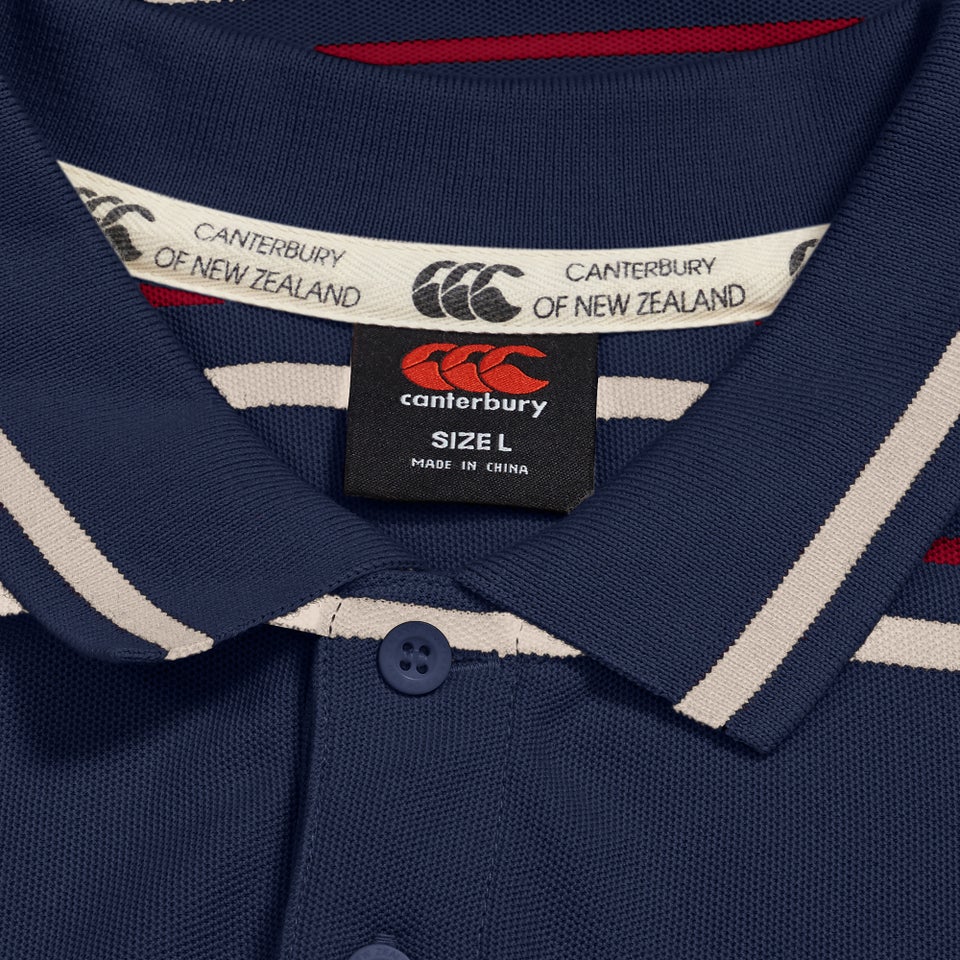 CANTERBURY
OF NEW ZEALAND
CANTERBURY
OF NEW ZEALAND
canterbury
SIZE L
MADE IN CHINA